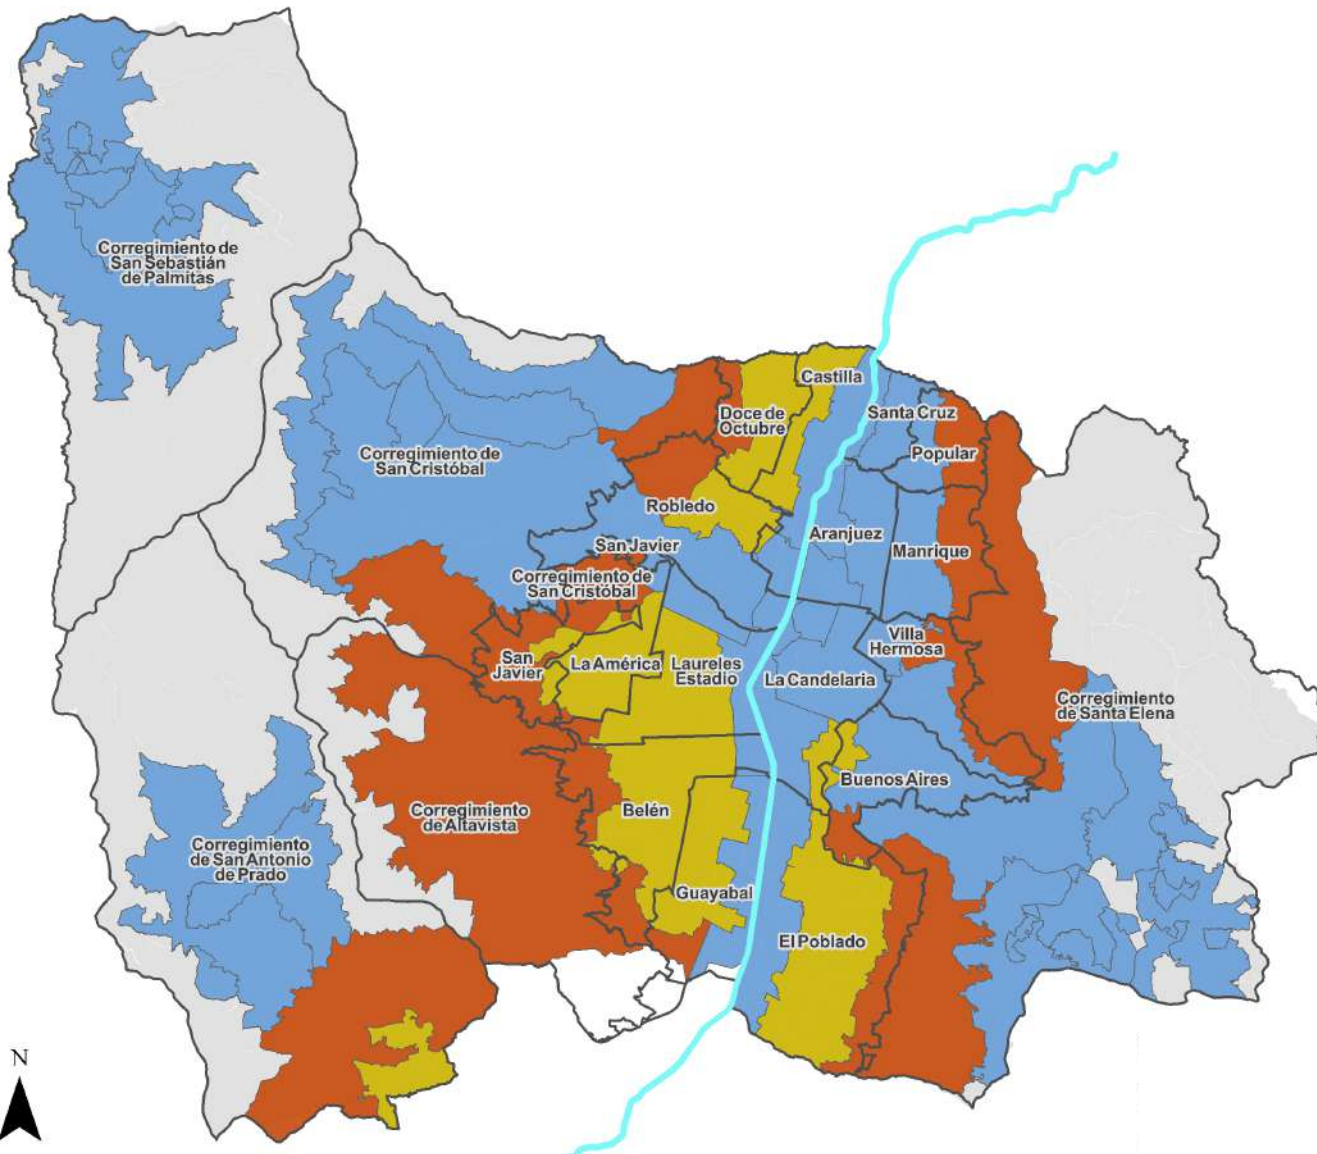 Corregimiento de
San Sebastián
de Palmitas
Castilla
Doce de
Octubre
Santa Cruz
Popular
Corregimiento de
San Cristóbal
Robledo
San Javier
Aranjuez
Manrique
Corregimiento de
San Cristóbal
San
Javier
La América
Laureles
Estadio
La Candelaria
Villa
Hermosa
Corregimiento
de Santa Elena
Buenos Aires
Corregimiento
de Altavista
Belén
Corregimiento
de San Antonio
de Prado
Guayabal
El Poblado
N